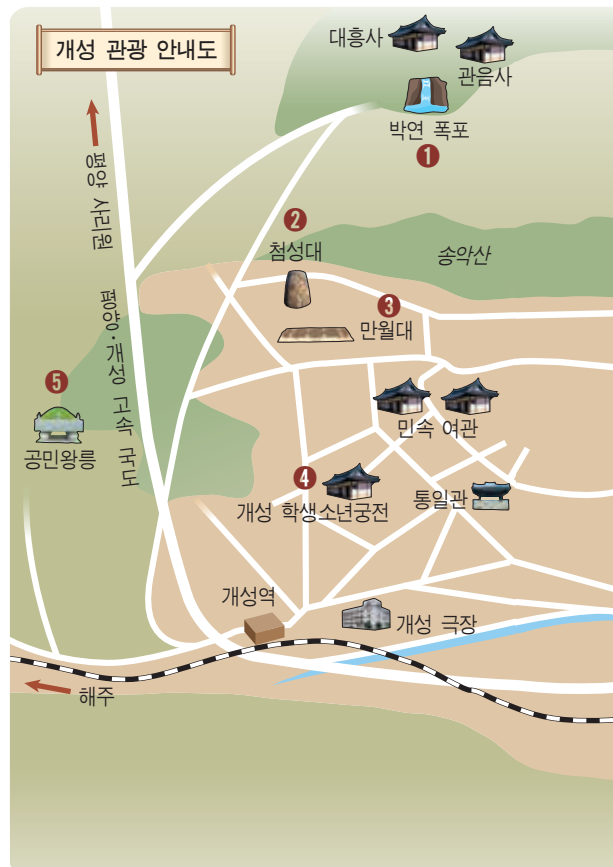 개성 관광 안내도
대흥사
관음사
박연 폭포
1
평양 사리원
2
첨성대
송악산
3
만월대
평양·개성 고속 국도
5
공민왕릉
민속 여관
4
개성 학생소년궁전
통일관
개성역
개성 극장
해주